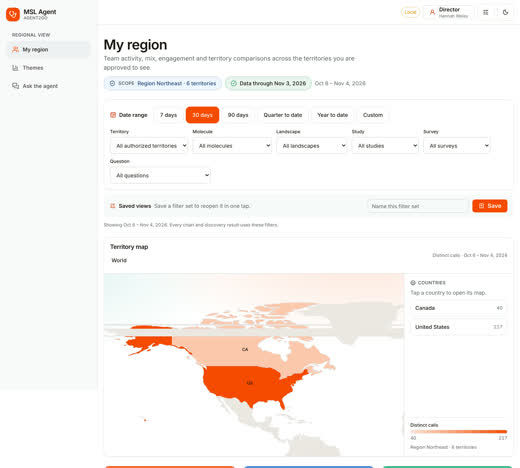 MSL Agent
AGENT2GO
Local
Director
Hannah Wesley
REGIONAL VIEW
My region
Themes
Ask the agent
My region
Team activity, mix, engagement and territory comparisons across the territories you are
approved to see.
SCOPE Region Northeast · 6 territories
Data through Nov 3, 2026
Oct 6 – Nov 4, 2026
Date range
7 days
30 days
90 days
Quarter to date
Year to date
Custom
Territory
Molecule
Landscape
Study
Survey
All authorized territories
All molecules
All landscapes
All studies
All surveys
Question
All questions
Saved views Save a filter set to reopen it in one tap.
Name this filter set
Save
Showing Oct 6 – Nov 4, 2026. Every chart and discovery result uses these filters.
Territory map
World
Distinct calls · Oct 6 – Nov 4, 2026
COUNTRIES
Tap a country to open its map.
Canada 40
United States 217
CA
US
Distinct calls
40 217
Region Northeast · 6 territories